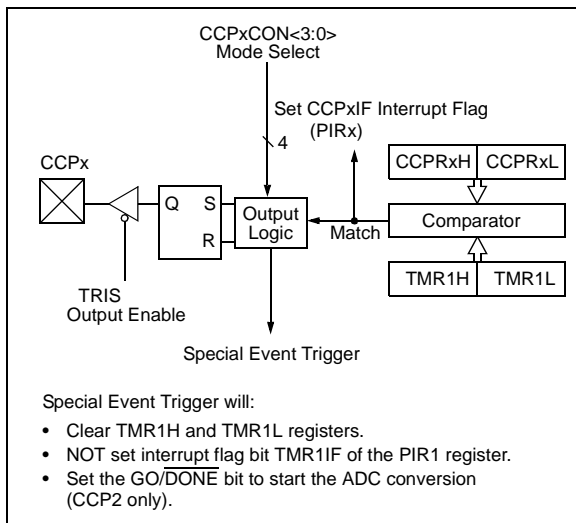 CCPxCON<3:0>
Mode Select
Set CCPxIF Interrupt Flag
(PIRx)
4
CCPx
CCPRxH CCPRxL
Q S
R
Output
Logic
Match
Comparator
TRIS
Output Enable
TMR1H TMR1L
Special Event Trigger
Special Event Trigger will:
• Clear TMR1H and TMR1L registers.
• NOT set interrupt flag bit TMR1IF of the PIR1 register.
• Set the GO/DONE bit to start the ADC conversion
(CCP2 only).